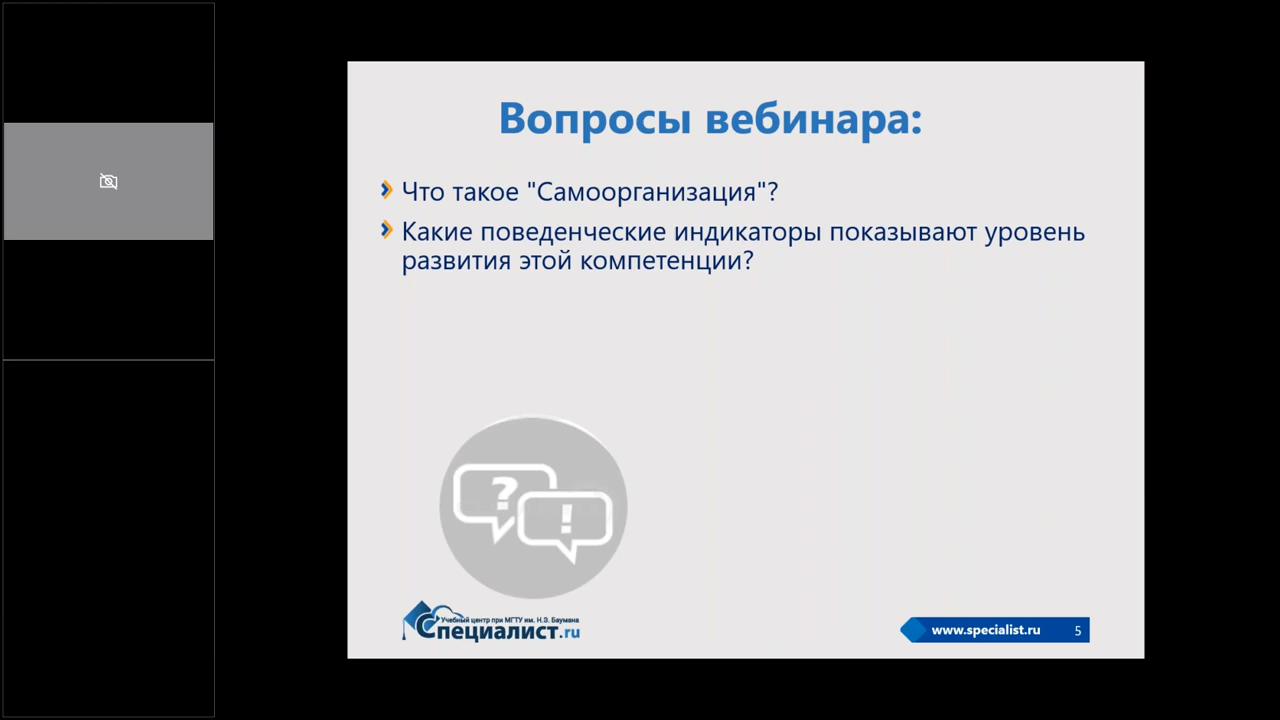 Вопросы вебинара:
Что такое "Самоорганизация"?
Какие поведенческие индикаторы показывают уровень
развития этой компетенции?
? !
Учебный центр при МГТУ им. Н.Э. Баумана
Специалист.ru
www.specialist.ru 5